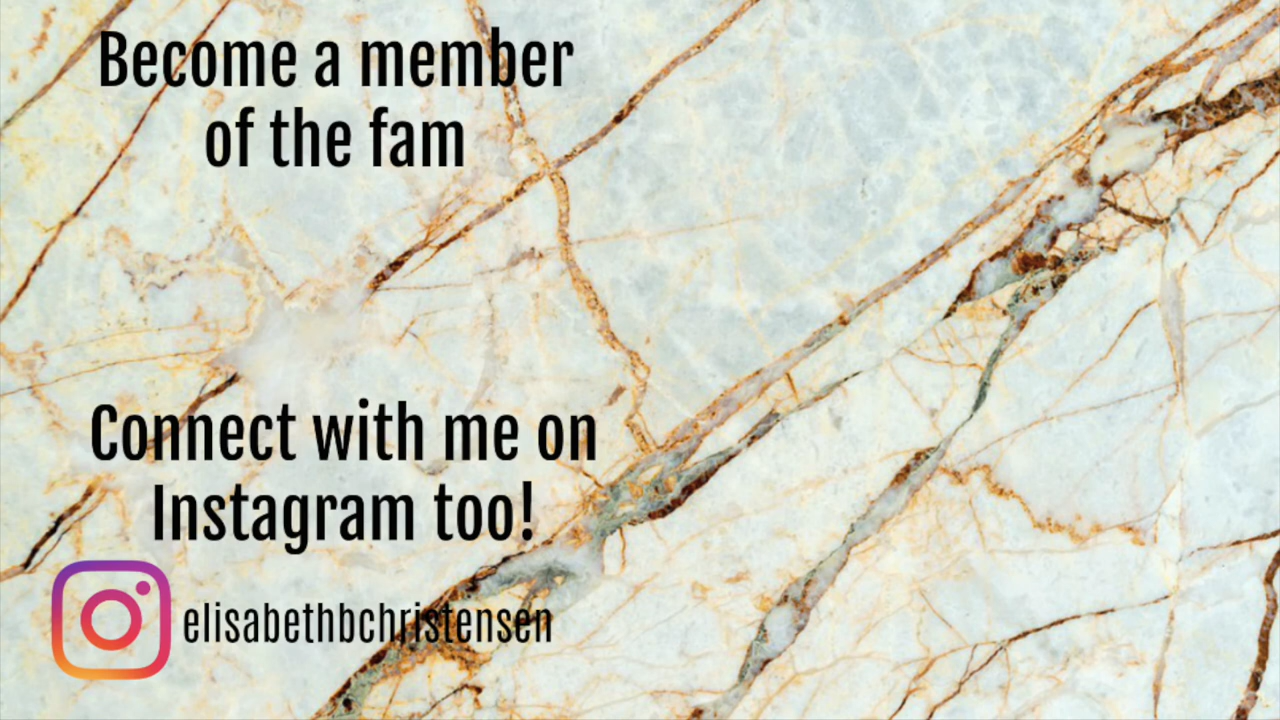 Become a member
of the fam
Connect with me on
Instagram too!
elisabethbchristensen